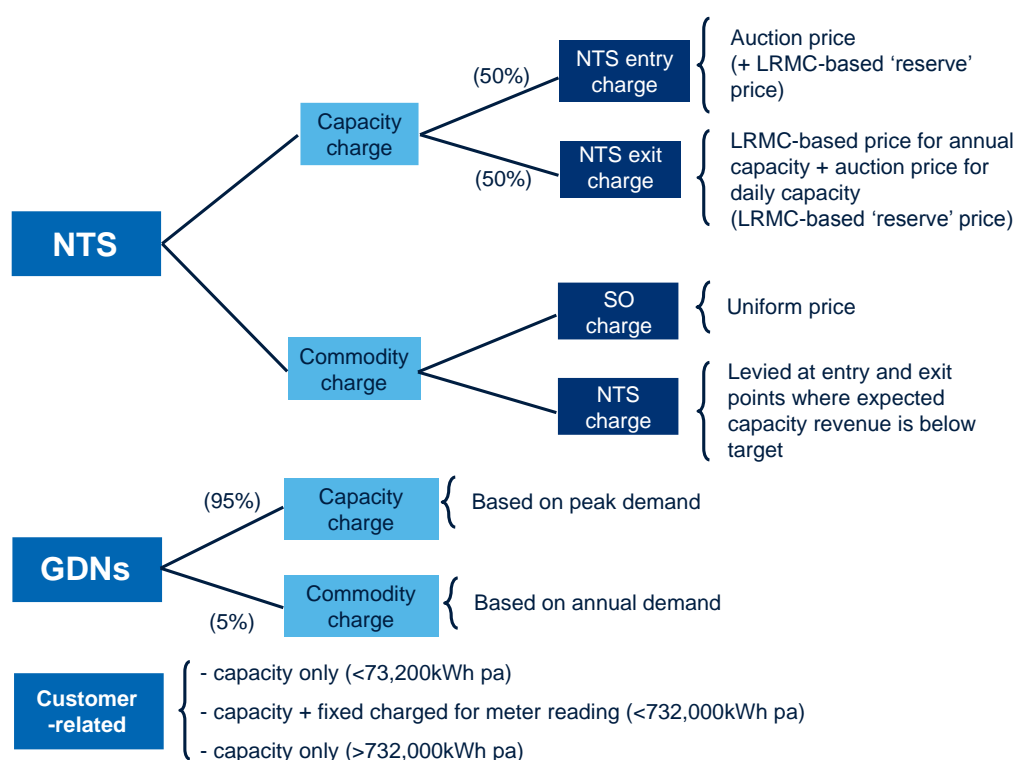 NTS
Capacity
charge
(50%)
(50%)
NTS entry
charge
Auction price
(+ LRMC-based ‘reserve’
price)
NTS exit
charge
LRMC-based price for annual
capacity + auction price for
daily capacity
(LRMC-based ‘reserve’ price)
Commodity
charge
SO
charge
Uniform price
NTS
charge
Levied at entry and exit
points where expected
capacity revenue is below
target
GDNs
(95%)
Capacity
charge
Based on peak demand
(5%)
Commodity
charge
Based on annual demand
Customer
-related
- capacity only (<73,200kWh pa)
- capacity + fixed charged for meter reading (<732,000kWh pa)
- capacity only (>732,000kWh pa)